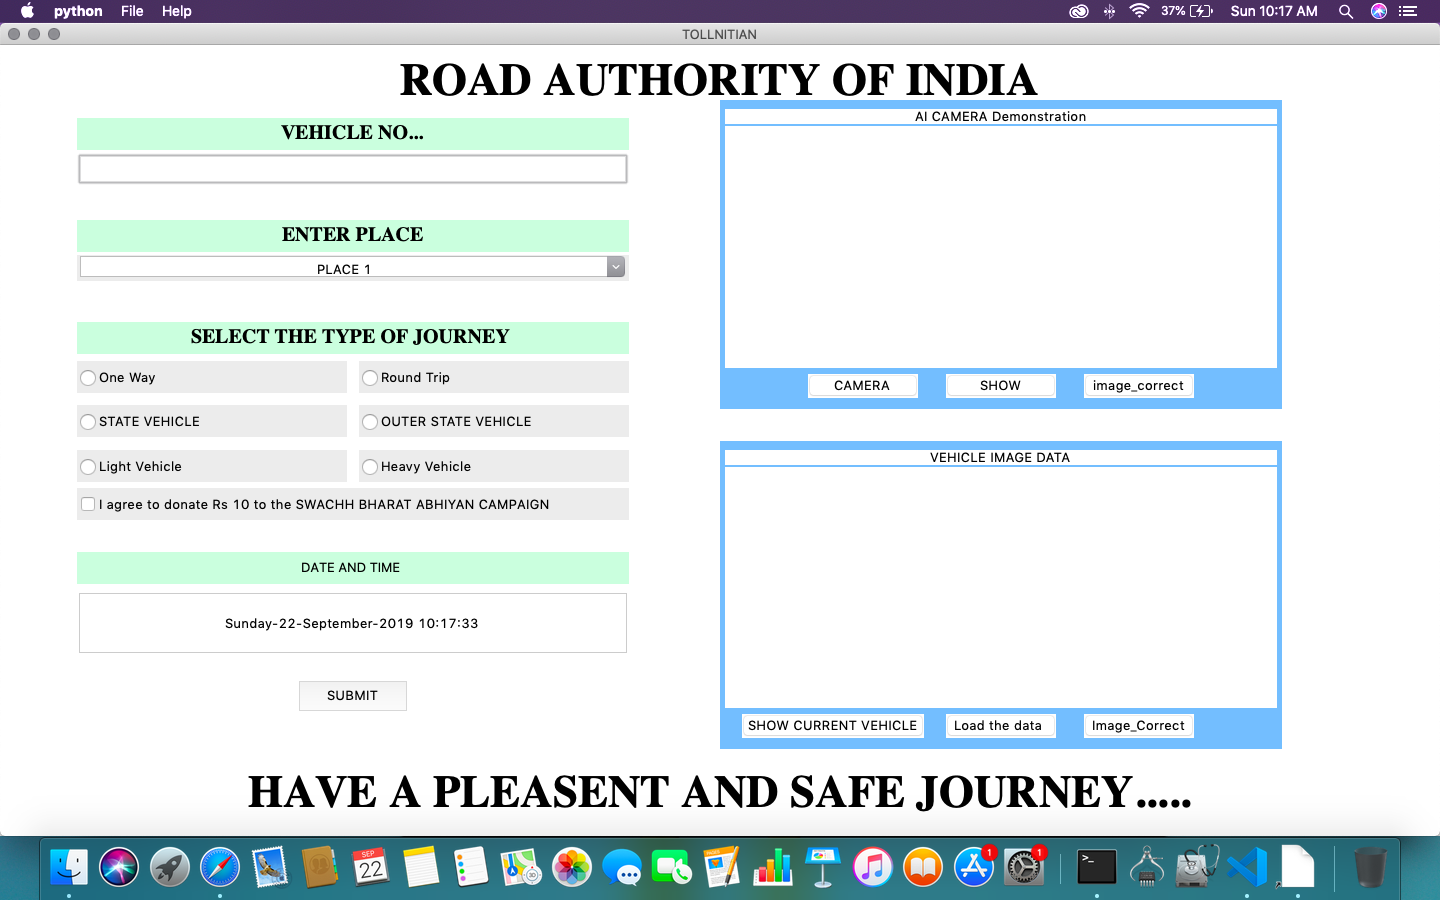 python File Help 37% Sun 10:17 AM
TOLLNITIAN
ROAD AUTHORITY OF INDIA
VEHICLE NO...
ENTER PLACE
PLACE 1
SELECT THE TYPE OF JOURNEY
One Way Round Trip
STATE VEHICLE OUTER STATE VEHICLE
Light Vehicle Heavy Vehicle
I agree to donate Rs 10 to the SWACHH BHARAT ABHIYAN CAMPAIGN
DATE AND TIME
Sunday-22-September-2019 10:17:33
SUBMIT
AI CAMERA Demonstration
CAMERA SHOW image_correct
VEHICLE IMAGE DATA
SHOW CURRENT VEHICLE Load the data Image_Correct
HAVE A PLEASENT AND SAFE JOURNEY.....
SEP
22
1
1
>_